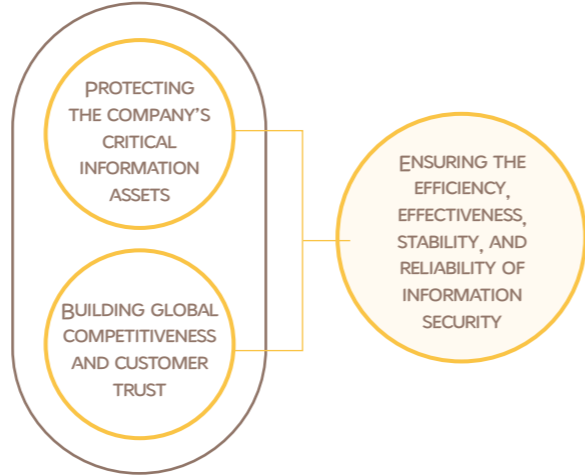 PROTECTING
THE COMPANY'S
CRITICAL
INFORMATION
ASSETS
BUILDING GLOBAL
COMPETITIVENESS
AND CUSTOMER
TRUST
ENSURING THE
EFFICIENCY,
EFFECTIVENESS,
STABILITY, AND
RELIABILITY OF
INFORMATION
SECURITY